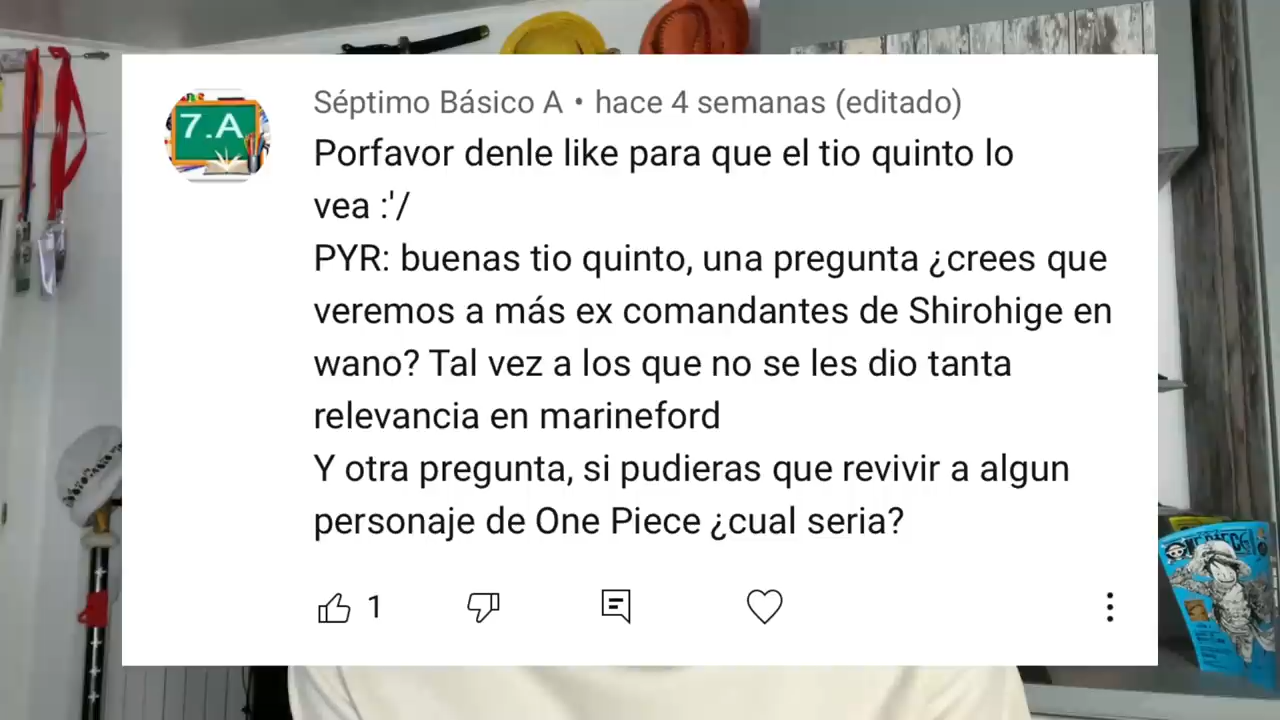 7.A
Séptimo Básico A • hace 4 semanas (editado)
Porfavor denle like para que el tio quinto lo
vea :'/
PYR: buenas tio quinto, una pregunta ¿crees que
veremos a más ex comandantes de Shirohige en
wano? Tal vez a los que no se les dio tanta
relevancia en marineford
Y otra pregunta, si pudieras que revivir a algun
personaje de One Piece ¿cual seria?
1
ONE PIECE